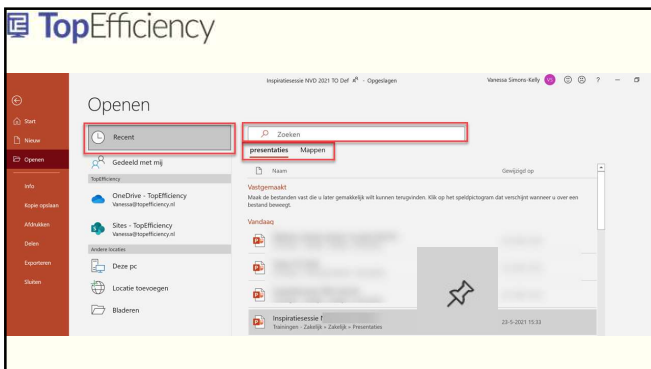 TopEfficiency
Inspiratiesessie NVD 2021 TO Def - Opgeslagen
Vanessa Simons-Kelly VS ? 
Openen
Start
Nieuw
Openen
Info
Kopie opslaan
Afdrukken
Delen
Exporteren
Sluiten
Recent
Gedeeld met mij
TopEfficiency
OneDrive - TopEfficiency
Vanessa@topefficiency.nl
Sites - TopEfficiency
Vanessa@topefficiency.nl
Andere locaties
Deze pc
Locatie toevoegen
Bladeren
Zoeken
presentaties Mappen
Naam Gewijzigd op
Vastgemaakt
Maak de bestanden vast die u later gemakkelijk wilt kunnen terugvinden. Klik op het speldpictogram dat verschijnt wanneer u over een
bestand beweegt.
Vandaag
Inspiratiesessie
Trainingen - Zakelijk » Zakelijk » Presentaties
23-5-2021 15:33